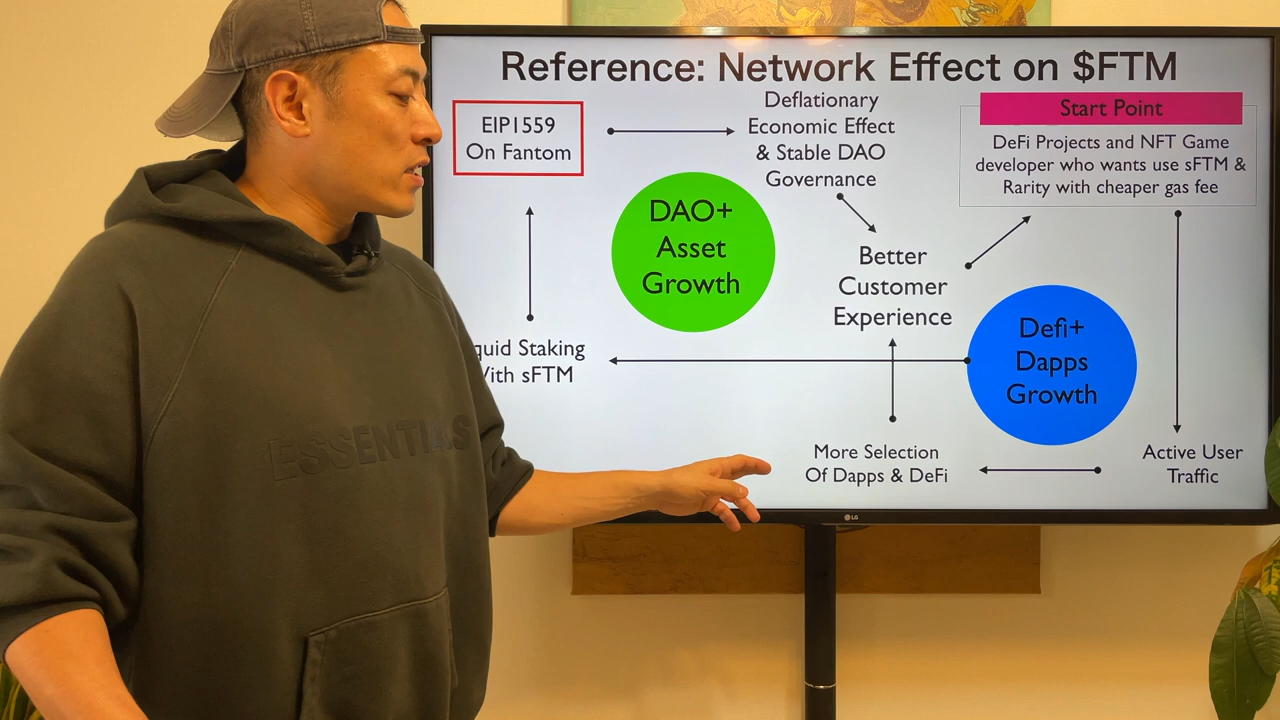 Reference: Network Effect on $FTM
EIP1559
On Fantom
Deflationary
Economic Effect
& Stable DAO
Governance
Start Point
DeFi Projects and NFT Game
developer who wants use sFTM &
Rarity with cheaper gas fee
DAO+
Asset
Growth
Better
Customer
Experience
Defi+
Dapps
Growth
quid Staking
With sFTM
More Selection
Of Dapps & DeFi
Active User
Traffic
ESSENTIALS
LG